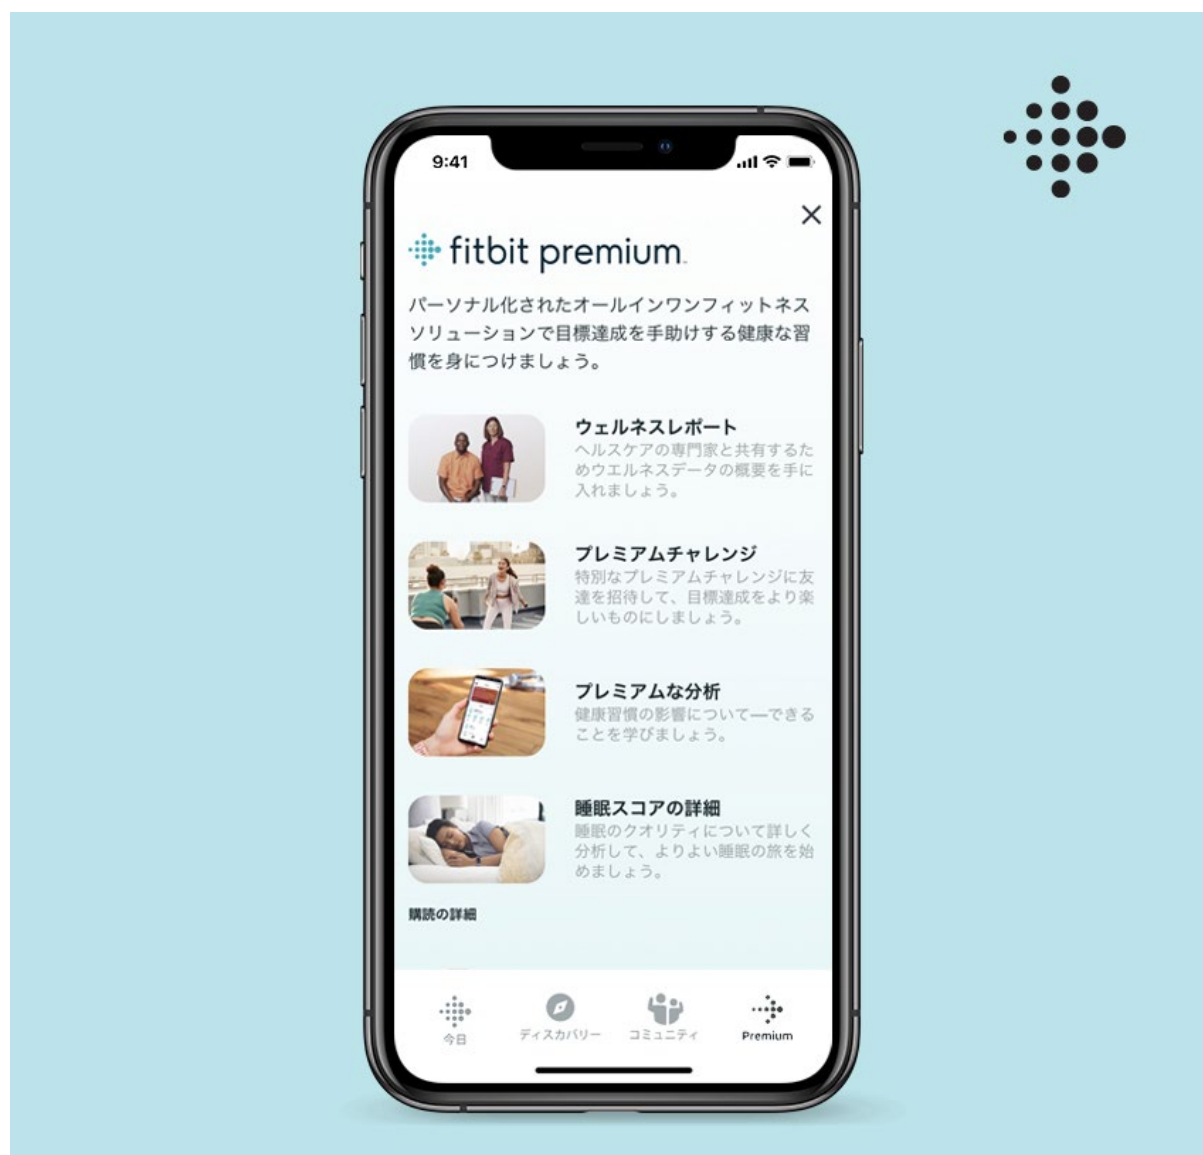 9:41
fitbit premium
パーソナル化されたオールインワンフィットネス
ソリューションで目標達成を手助けする健康な習
慣を身につけましょう。
ウェルネスレポート
ヘルスケアの専門家と共有するた
めウエルネスデータの概要を手に
入れましょう。
プレミアムチャレンジ
特別なプレミアムチャレンジに友
達を招待して、目標達成をより楽
しいものにしましょう。
プレミアムな分析
健康習慣の影響について—できる
ことを学びましょう。
睡眠スコアの詳細
睡眠のクオリティについて詳しく
分析して、よりよい睡眠の旅を始
めましょう。
購読の詳細
今日
ディスカバリー
コミュニティ
Premium